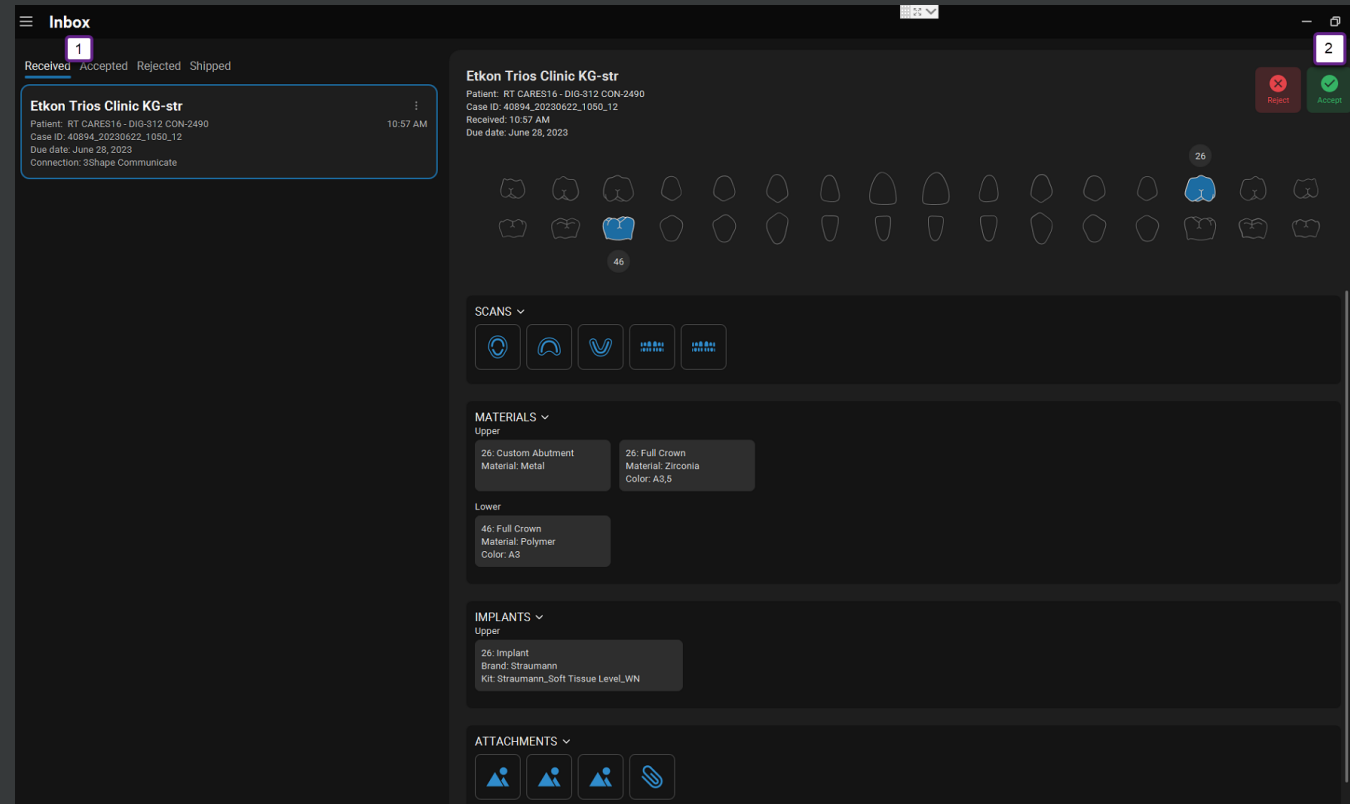 Inbox
1
2
Received Accepted Rejected Shipped
Etkon Trios Clinic KG-str
Patient: RT CARES16 - DIG-312 CON-2490
10:57 AM
Case ID: 40894_20230622_1050_12
Due date: June 28, 2023
Connection: 3Shape Communicate
Etkon Trios Clinic KG-str
Patient: RT CARES16 - DIG-312 CON-2490
Case ID: 40894_20230622_1050_12
Received: 10:57 AM
Due date: June 28, 2023
Reject
Accept
26
46
SCANS
MATERIALS
Upper
26: Custom Abutment
Material: Metal
26: Full Crown
Material: Zirconia
Color: A3,5
Lower
46: Full Crown
Material: Polymer
Color: A3
IMPLANTS
Upper
26: Implant
Brand: Straumann
Kit: Straumann_Soft Tissue Level_WN
ATTACHMENTS